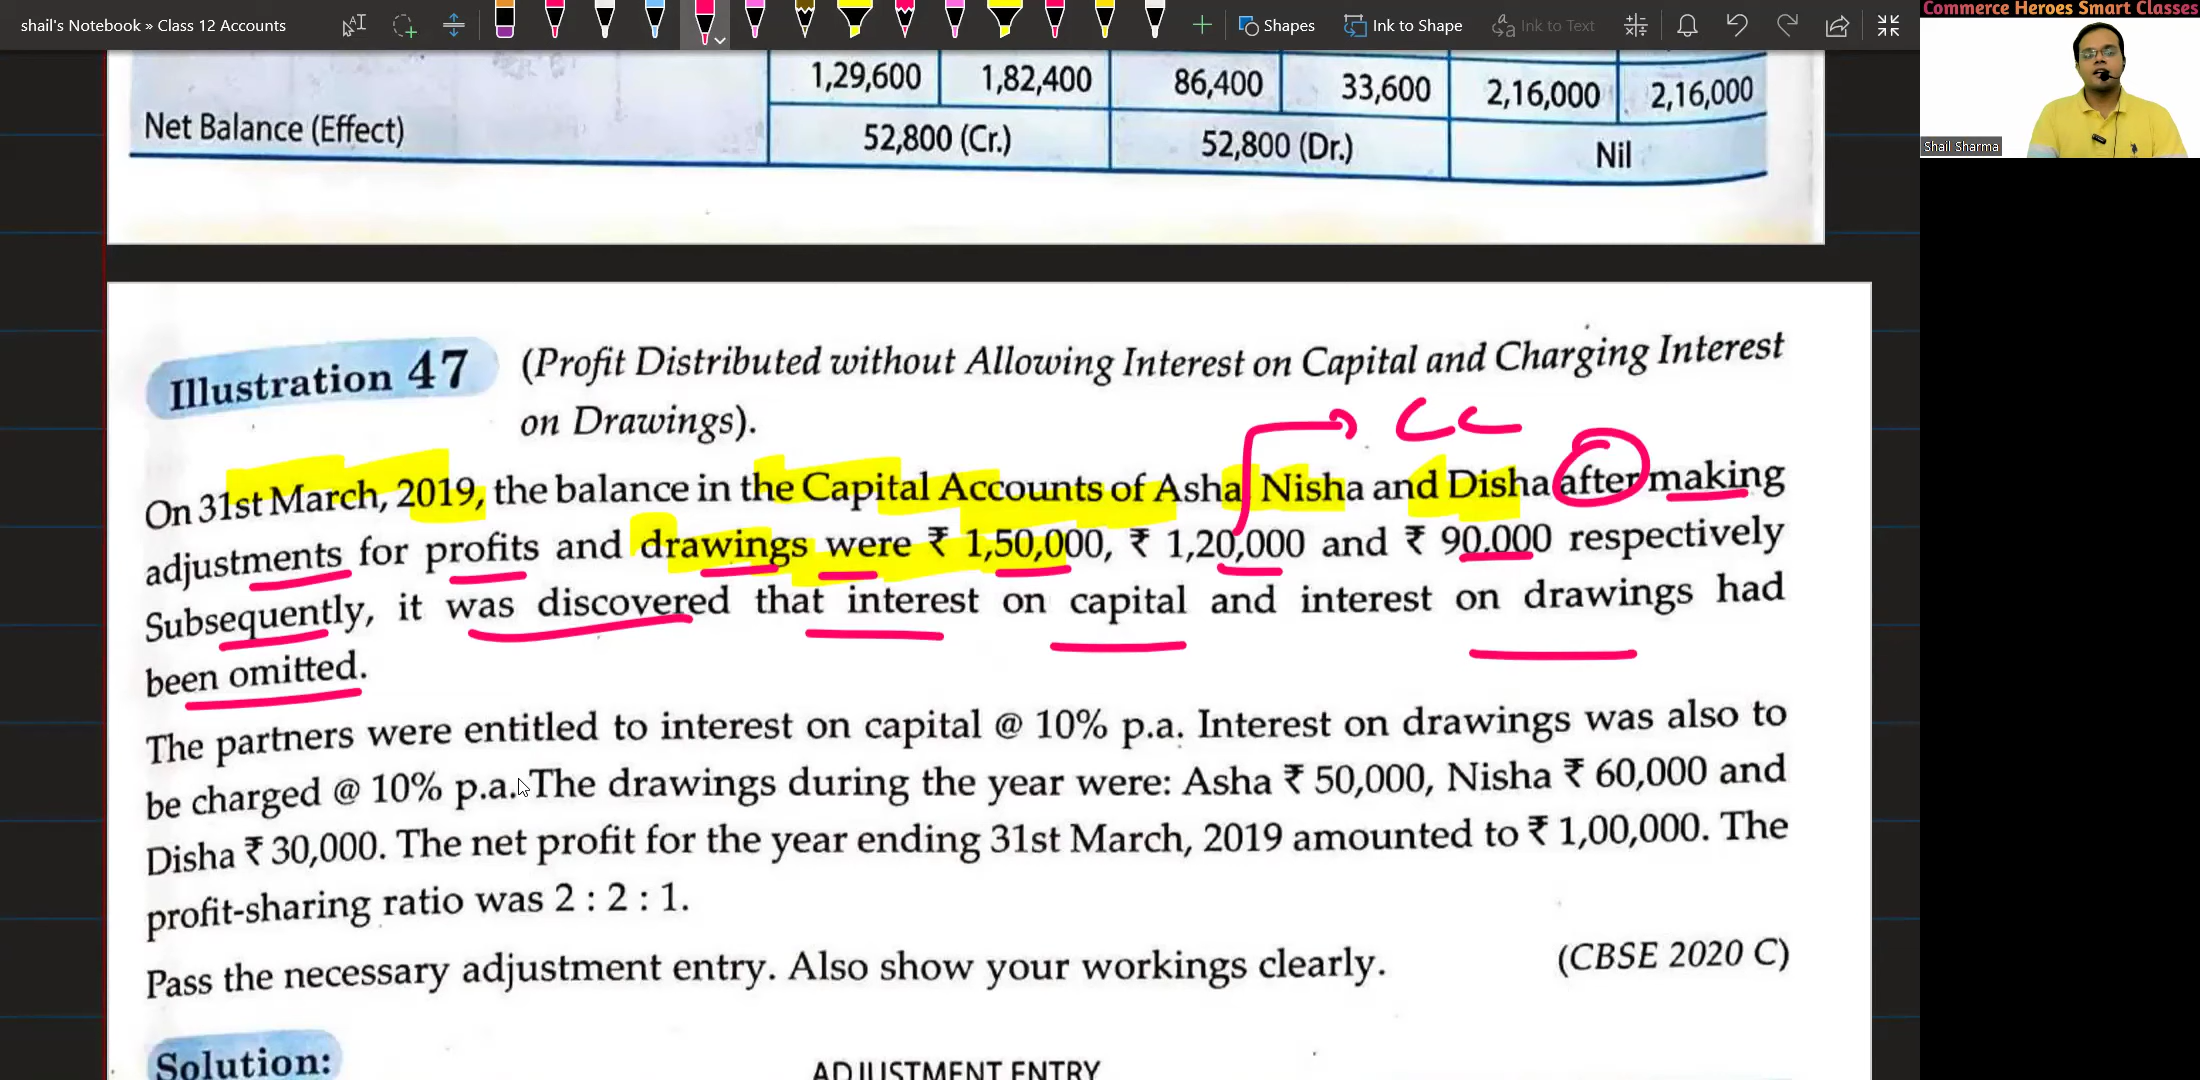 shail's Notebook » Class 12 Accounts
Shapes
Ink to Shape
Ink to Text
Commerce Heroes Smart Classes
Shail Sharma
1,29,600 1,82,400 86,400 33,600 2,16,000 2,16,000
Net Balance (Effect) 52,800 (Cr.) 52,800 (Dr.) Nil
Illustration 47 (Profit Distributed without Allowing Interest on Capital and Charging Interest
on Drawings).
CC
On 31st March, 2019, the balance in the Capital Accounts of Asha Nisha and Disha after making
adjustments for profits and drawings were ₹ 1,50,000, ₹ 1,20,000 and ₹ 90,000 respectively
Subsequently, it was discovered that interest on capital and interest on drawings had
been omitted.
The partners were entitled to interest on capital @ 10% p.a. Interest on drawings was also to
be charged @ 10% p.a. The drawings during the year were: Asha ₹ 50,000, Nisha ₹ 60,000 and
Disha ₹ 30,000. The net profit for the year ending 31st March, 2019 amounted to ₹ 1,00,000. The
profit-sharing ratio was 2 : 2 : 1.
Pass the necessary adjustment entry. Also show your workings clearly. (CBSE 2020 C)
Solution:
ADJUSTMENT ENTRY